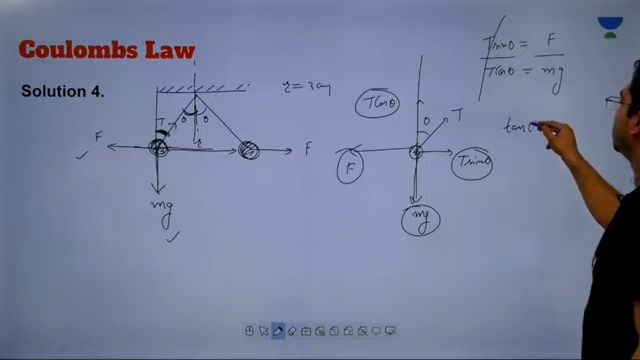 Coulombs Law
Solution 4.
r = 3 cm
T
θ θ
F
F
r
mg
Tcosθ
θ
T
F
Tsinθ
mg
Tsinθ = F
Tcosθ = mg
tan